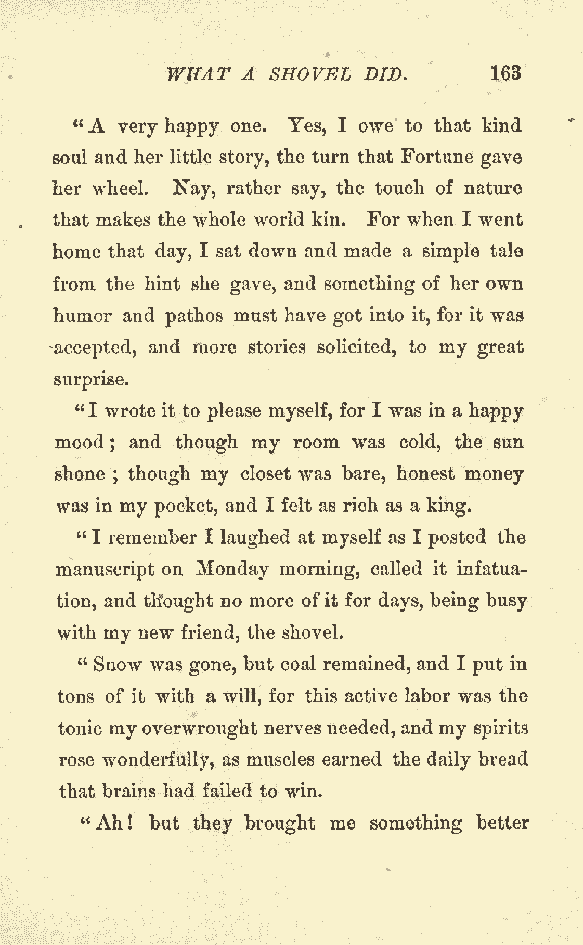 WHAT A SHOVEL DID. 163
“A very happy one. Yes, I owe to that kind
soul and her little story, the turn that Fortune gave
her wheel. Nay, rather say, the touch of nature
that makes the whole world kin. For when I went
home that day, I sat down and made a simple tale
from the hint she gave, and something of her own
humor and pathos must have got into it, for it was
accepted, and more stories solicited, to my great
surprise.
“I wrote it to please myself, for I was in a happy
mood; and though my room was cold, the sun
shone; though my closet was bare, honest money
was in my pocket, and I felt as rich as a king.
“I remember I laughed at myself as I posted the
manuscript on Monday morning, called it infatua-
tion, and thought no more of it for days, being busy
with my new friend, the shovel.
“Snow was gone, but coal remained, and I put in
tons of it with a will, for this active labor was the
tonic my overwrought nerves needed, and my spirits
rose wonderfully, as muscles earned the daily bread
that brains had failed to win.
“Ah! but they brought me something better